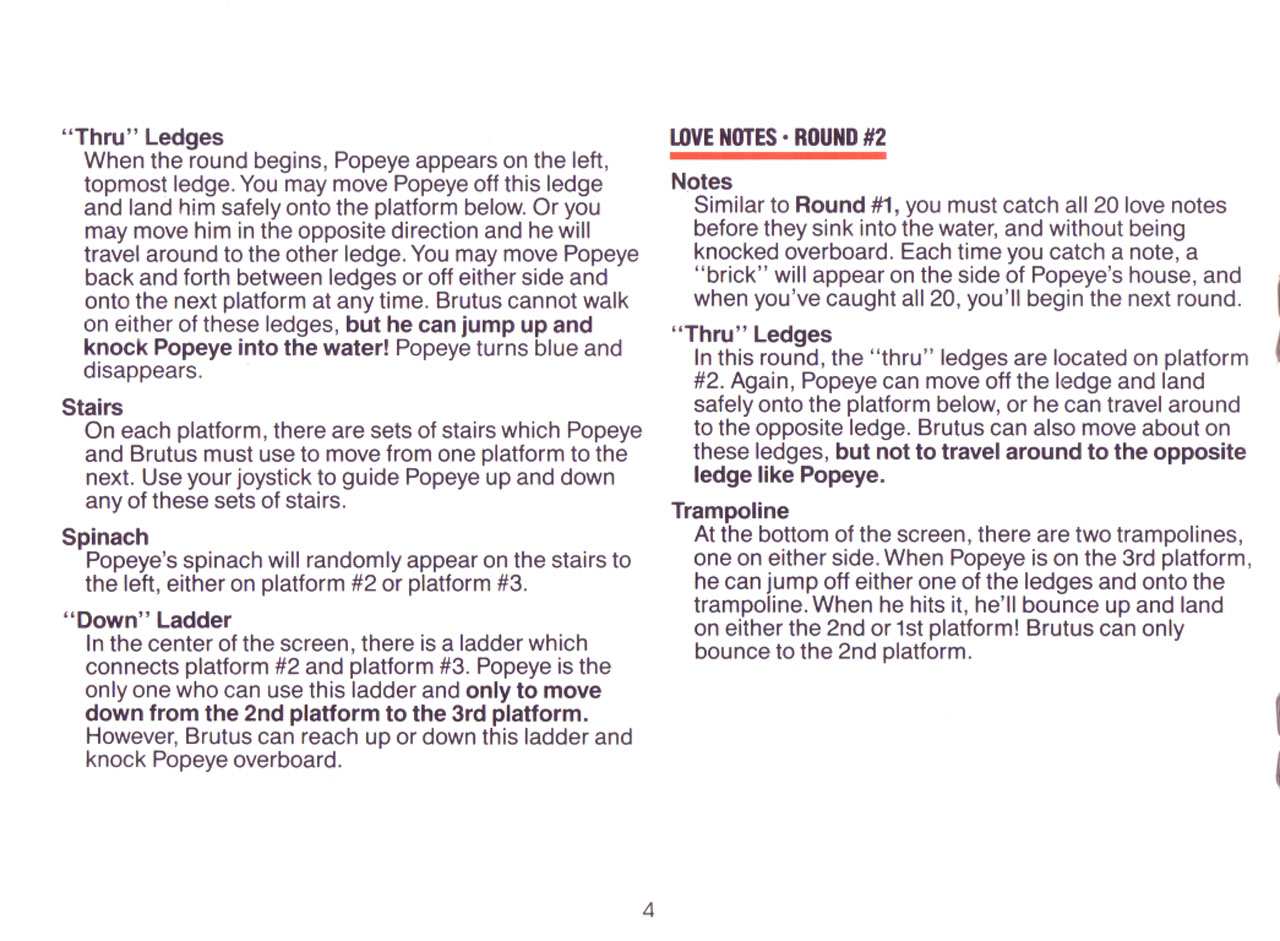 “Thru” Ledges
When the round begins, Popeye appears on the left,
topmost ledge. You may move Popeye off this ledge
and land him safely onto the platform below. Or you
may move him in the opposite direction and he will
travel around to the other ledge. You may move Popeye
back and forth between ledges or off either side and
onto the next platform at any time. Brutus cannot walk
on either of these ledges, but he can jump up and
knock Popeye into the water! Popeye turns blue and
disappears.
Stairs
On each platform, there are sets of stairs which Popeye
and Brutus must use to move from one platform to the
next. Use your joystick to guide Popeye up and down
any of these sets of stairs.
Spinach
Popeye’s spinach will randomly appear on the stairs to
the left, either on platform #2 or platform #3.
“Down” Ladder
In the center of the screen, there is a ladder which
connects platform #2 and platform #3. Popeye is the
only one who can use this ladder and only to move
down from the 2nd platform to the 3rd platform.
However, Brutus can reach up or down this ladder and
knock Popeye overboard.
LOVE NOTES • ROUND #2
Notes
Similar to Round #1, you must catch all 20 love notes
before they sink into the water, and without being
knocked overboard. Each time you catch a note, a
“brick” will appear on the side of Popeye’s house, and
when you’ve caught all 20, you’ll begin the next round.
“Thru” Ledges
In this round, the “thru” ledges are located on platform
#2. Again, Popeye can move off the ledge and land
safely onto the platform below, or he can travel around
to the opposite ledge. Brutus can also move about on
these ledges, but not to travel around to the opposite
ledge like Popeye.
Trampoline
At the bottom of the screen, there are two trampolines,
one on either side. When Popeye is on the 3rd platform,
he can jump off either one of the ledges and onto the
trampoline. When he hits it, he’ll bounce up and land
on either the 2nd or 1st platform! Brutus can only
bounce to the 2nd platform.
4